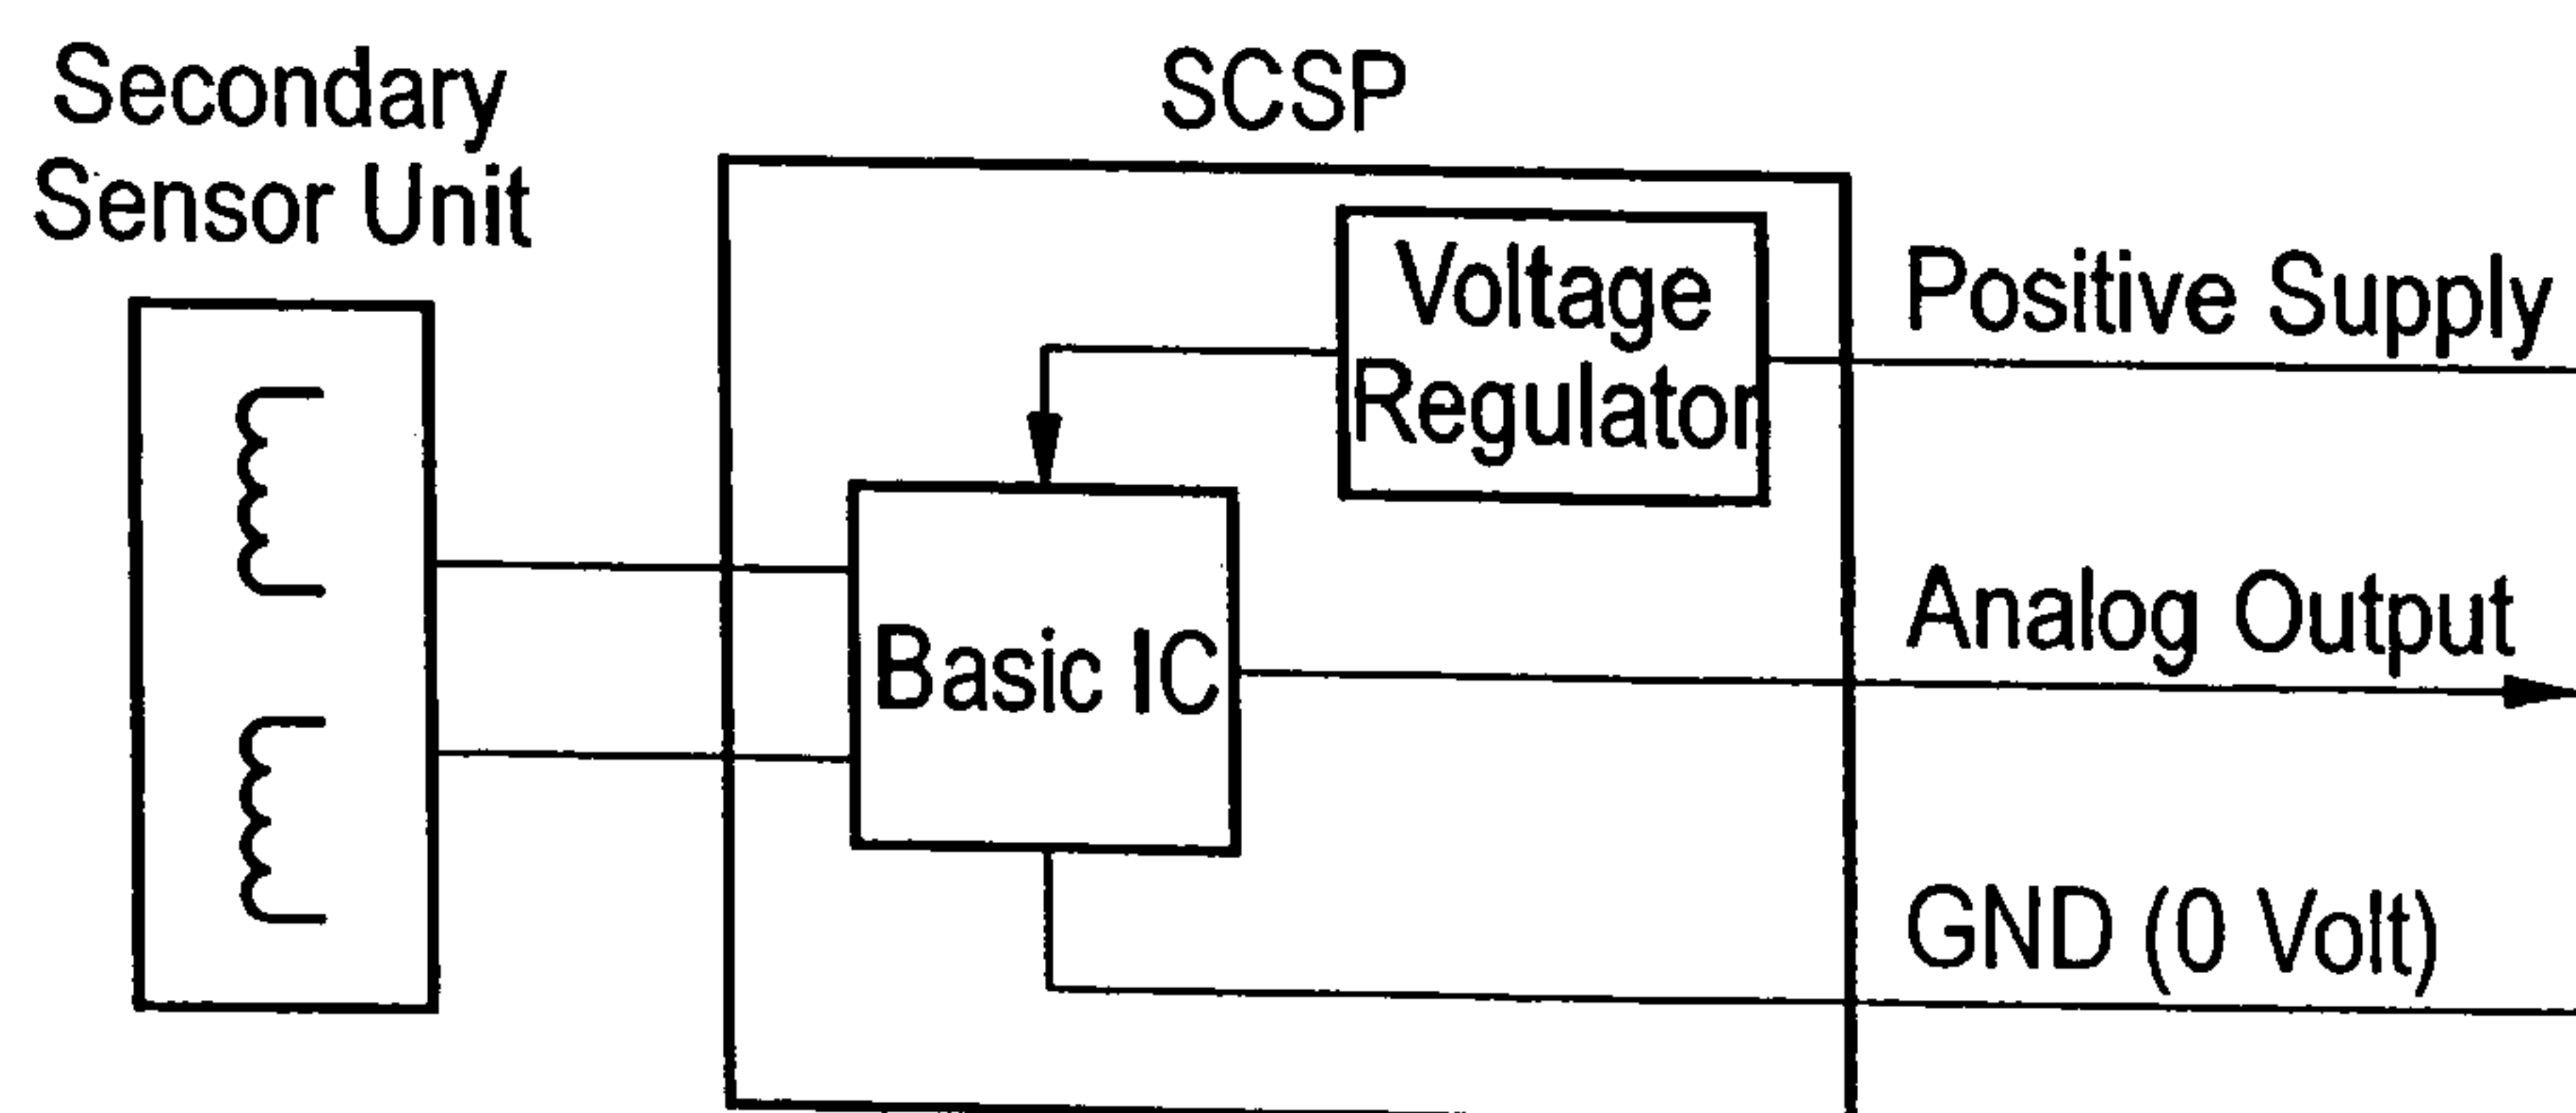 Secondary
Sensor Unit
SCSP
Voltage
Regulator
Positive Supply
Basic IC
Analog Output
GND (0 Volt)